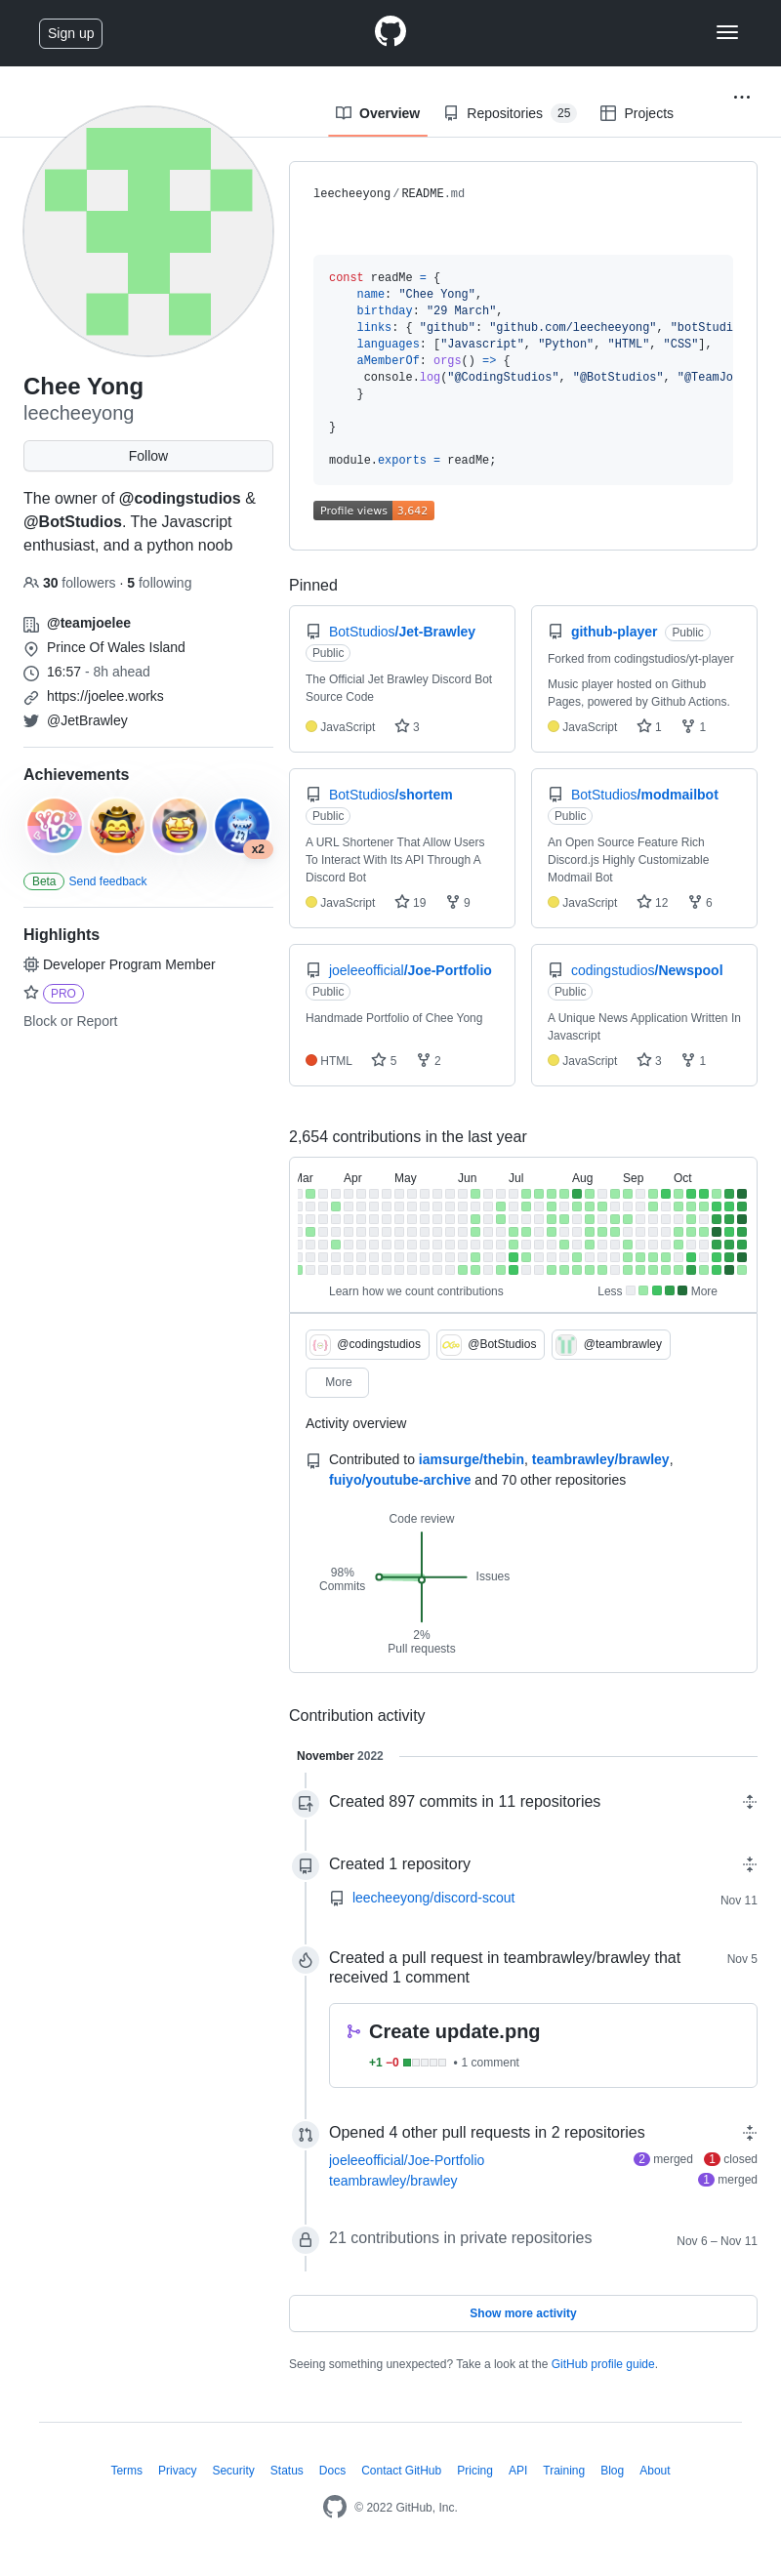 Sign up
Overview
Repositories 25
Projects
leecheeyong/README.md
const readMe = {
name: "Chee Yong",
birthday: "29 March",
links: { "github": "github.com/leecheeyong", "botStudi
languages: ["Javascript", "Python", "HTML", "CSS"],
aMemberOf: orgs() => {
console.log("@CodingStudios", "@BotStudios", "@TeamJo
}
}
module.exports = readMe;
Profile views 3,642
Chee Yong
leecheeyong
Follow
The owner of @codingstudios &
@BotStudios. The Javascript
enthusiast, and a python noob
30 followers · 5 following
@teamjoelee
Prince Of Wales Island
16:57 - 8h ahead
https://joelee.works
@JetBrawley
Achievements
YOLO
x2
Beta Send feedback
Highlights
Developer Program Member
PRO
Block or Report
Pinned
BotStudios/Jet-Brawley
Public
The Official Jet Brawley Discord Bot
Source Code
JavaScript 3
github-player Public
Forked from codingstudios/yt-player
Music player hosted on Github
Pages, powered by Github Actions.
JavaScript 1 1
BotStudios/shortem
Public
A URL Shortener That Allow Users
To Interact With Its API Through A
Discord Bot
JavaScript 19 9
BotStudios/modmailbot
Public
An Open Source Feature Rich
Discord.js Highly Customizable
Modmail Bot
JavaScript 12 6
joeleeofficial/Joe-Portfolio
Public
Handmade Portfolio of Chee Yong
HTML 5 2
codingstudios/Newspool
Public
A Unique News Application Written In
Javascript
JavaScript 3 1
2,654 contributions in the last year
Mar Apr May Jun Jul Aug Sep Oct
Learn how we count contributions
Less More
@codingstudios
@BotStudios
@teambrawley
More
Activity overview
Contributed to iamsurge/thebin, teambrawley/brawley,
fuiyo/youtube-archive and 70 other repositories
Code review
98%
Commits
Issues
2%
Pull requests
Contribution activity
November 2022
Created 897 commits in 11 repositories
Created 1 repository
leecheeyong/discord-scout
Nov 11
Created a pull request in teambrawley/brawley that
received 1 comment
Nov 5
Create update.png
+1 −0 • 1 comment
Opened 4 other pull requests in 2 repositories
joeleeofficial/Joe-Portfolio 2 merged 1 closed
teambrawley/brawley 1 merged
21 contributions in private repositories
Nov 6 – Nov 11
Show more activity
Seeing something unexpected? Take a look at the GitHub profile guide.
Terms Privacy Security Status Docs Contact GitHub Pricing API Training Blog About
© 2022 GitHub, Inc.